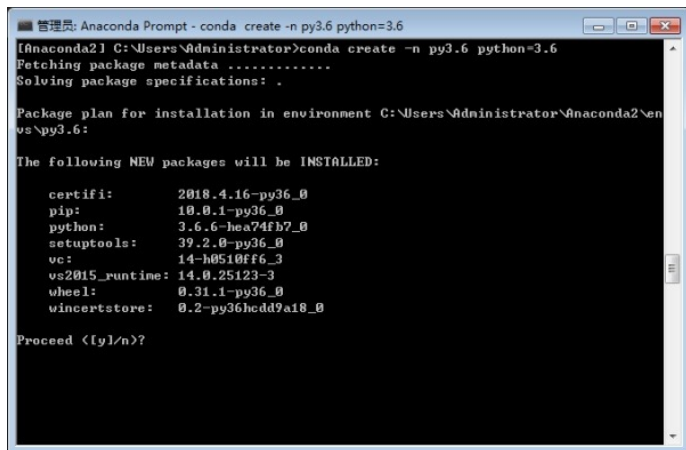 管理员: Anaconda Prompt - conda create -n py3.6 python=3.6
[Anaconda2] C:\Users\Administrator>conda create -n py3.6 python=3.6
Fetching package metadata .............
Solving package specifications: .
Package plan for installation in environment C:\Users\Administrator\Anaconda2\en
vs\py3.6:
The following NEW packages will be INSTALLED:
certifi: 2018.4.16-py36_0
pip: 10.0.1-py36_0
python: 3.6.6-hea74fb7_0
setuptools: 39.2.0-py36_0
vc: 14-h0510ff6_3
vs2015_runtime: 14.0.25123-3
wheel: 0.31.1-py36_0
wincertstore: 0.2-py36hcdd9a18_0
Proceed ([y]/n)?